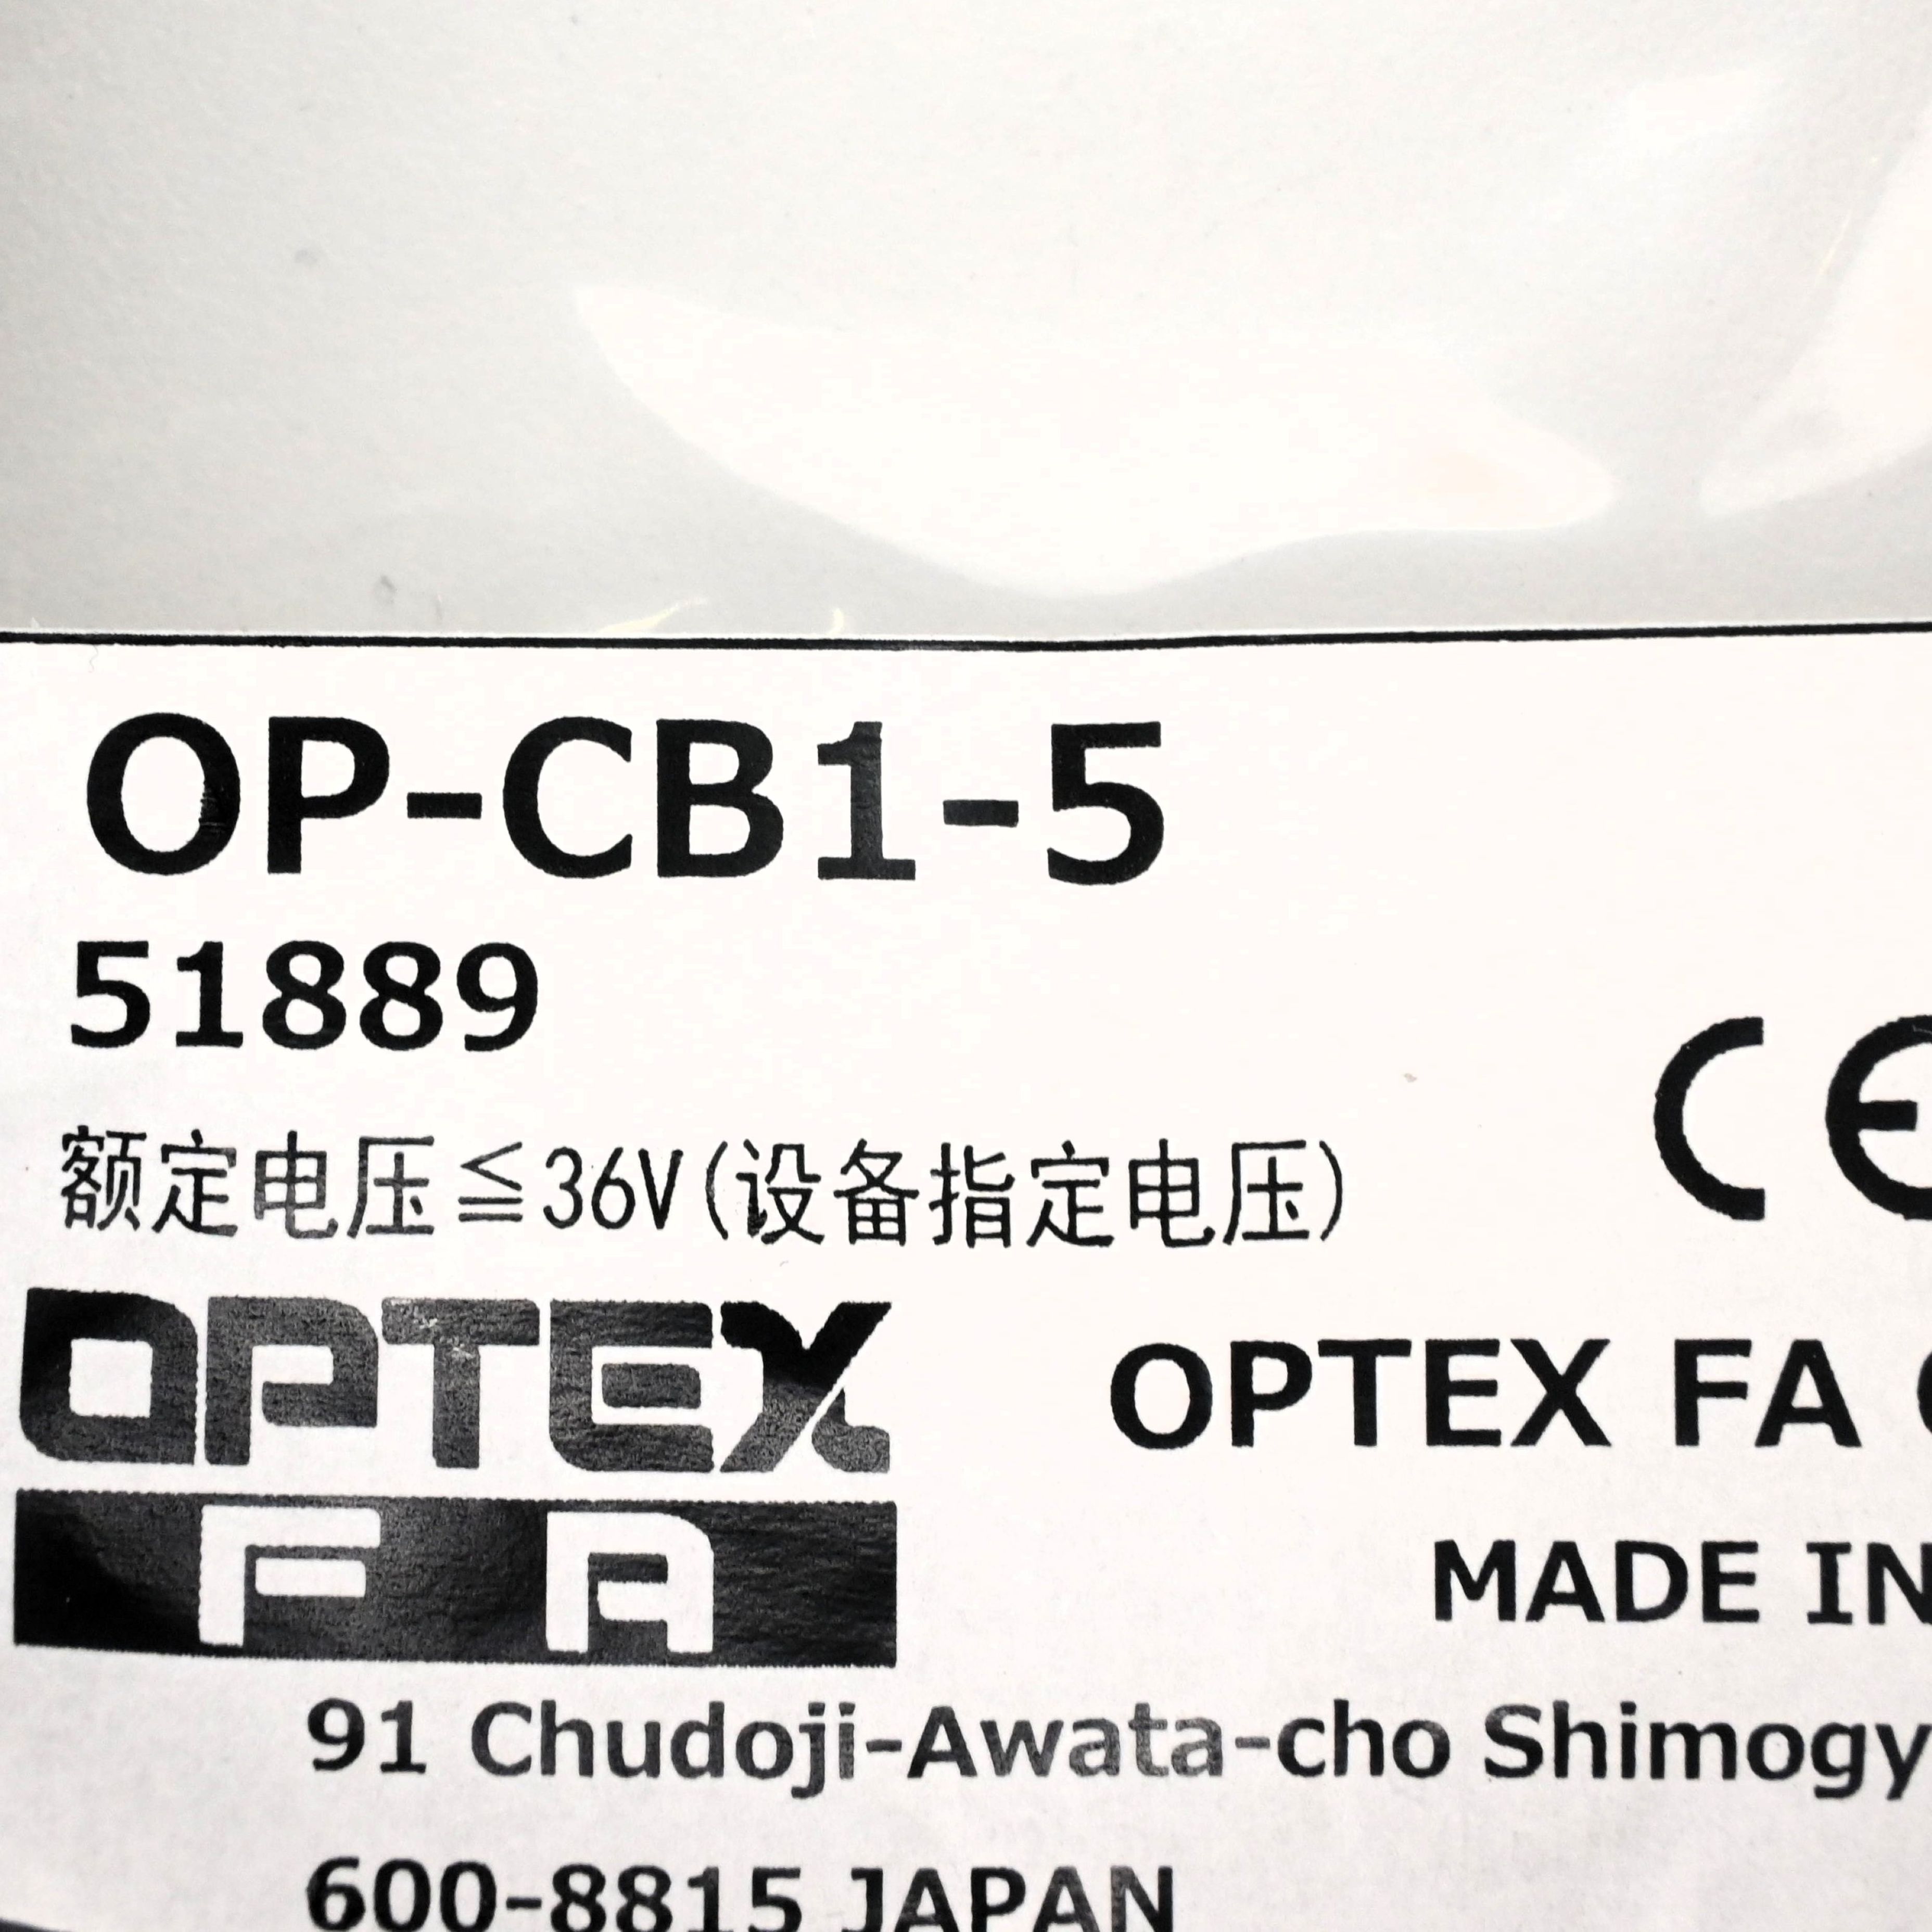 OP-CB1-5
51889
CE
额定电压≦36V(设备指定电压)
OPTEX
FA
OPTEX FA
MADE IN
91 Chudoji-Awata-cho Shimogy
600-8815 JAPAN